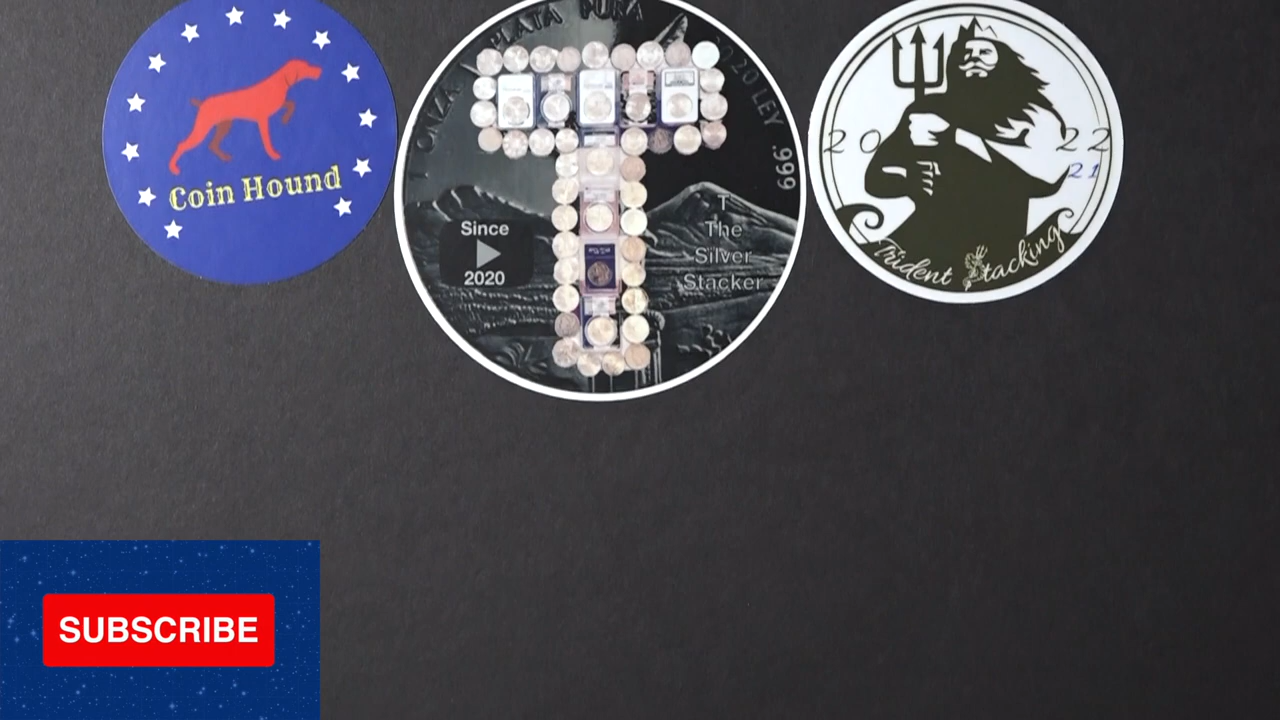 Coin Hound
1 ONZA PLATA PURA 2020 LEY .999
Since
2020
T
The
Silver
Stacker
20 22
21
Trident Stacking
SUBSCRIBE